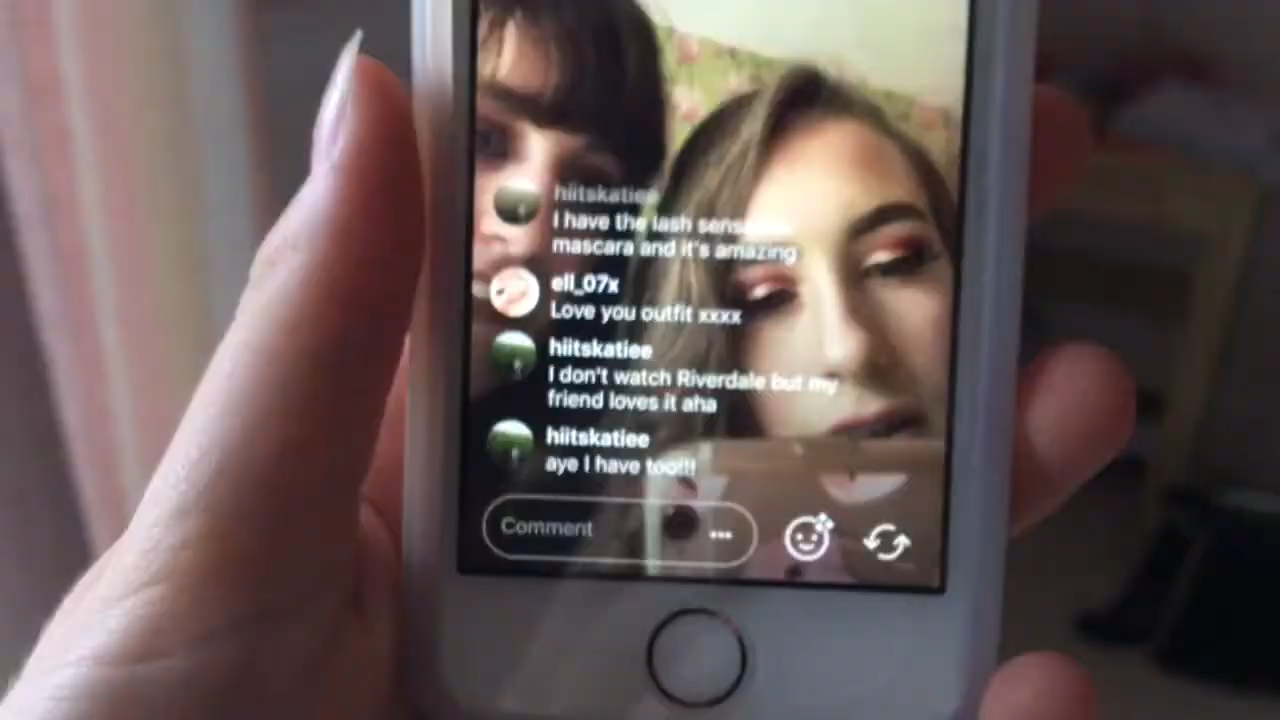 hiitskatiee
I have the lash sens
mascara and it's amazing
ell_07x
Love you outfit xxxx
hiitskatiee
I don't watch Riverdale but my
friend loves it aha
hiitskatiee
aye I have too!!!
Comment